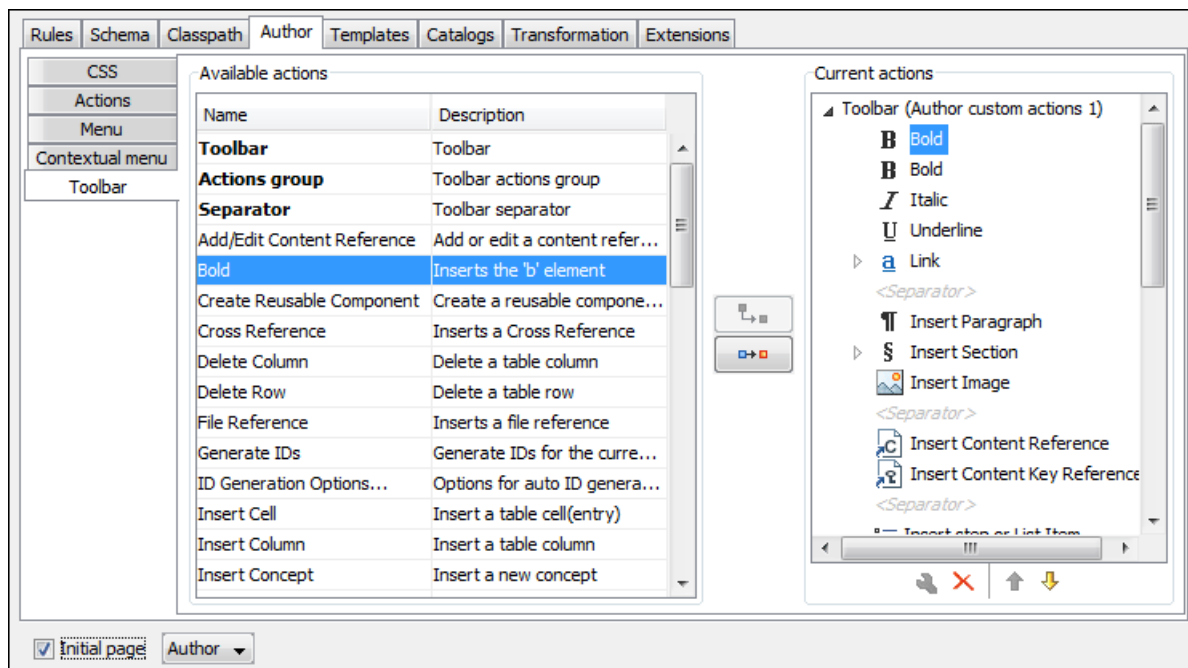 Rules Schema Classpath Author Templates Catalogs Transformation Extensions
CSS
Actions
Menu
Contextual menu
Toolbar
Available actions
Name Description
Toolbar Toolbar
Actions group Toolbar actions group
Separator Toolbar separator
Add/Edit Content Reference Add or edit a content refer...
Bold Inserts the 'b' element
Create Reusable Component Create a reusable compone...
Cross Reference Inserts a Cross Reference
Delete Column Delete a table column
Delete Row Delete a table row
File Reference Inserts a file reference
Generate IDs Generate IDs for the curre...
ID Generation Options... Options for auto ID genera...
Insert Cell Insert a table cell(entry)
Insert Column Insert a table column
Insert Concept Insert a new concept
Current actions
Toolbar (Author custom actions 1)
B Bold
B Bold
I Italic
U Underline
a Link
<Separator>
¶ Insert Paragraph
§ Insert Section
Insert Image
<Separator>
C Insert Content Reference
Insert Content Key Reference
<Separator>
Insert step or List Item
Initial page Author